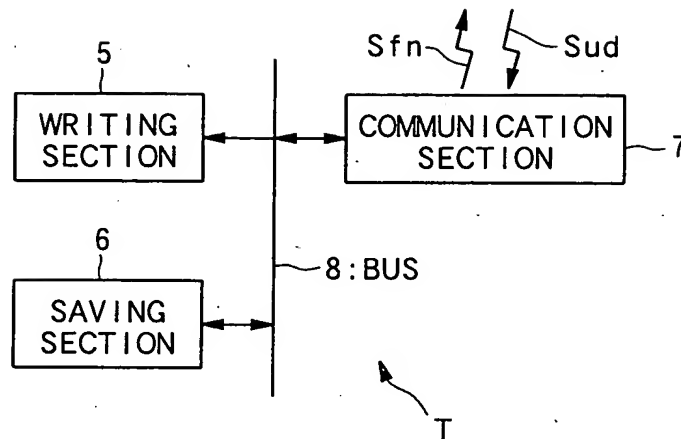 Sfn
Sud
5
WRITING
SECTION
COMMUNICATION
SECTION
7
6
SAVING
SECTION
8:BUS
T